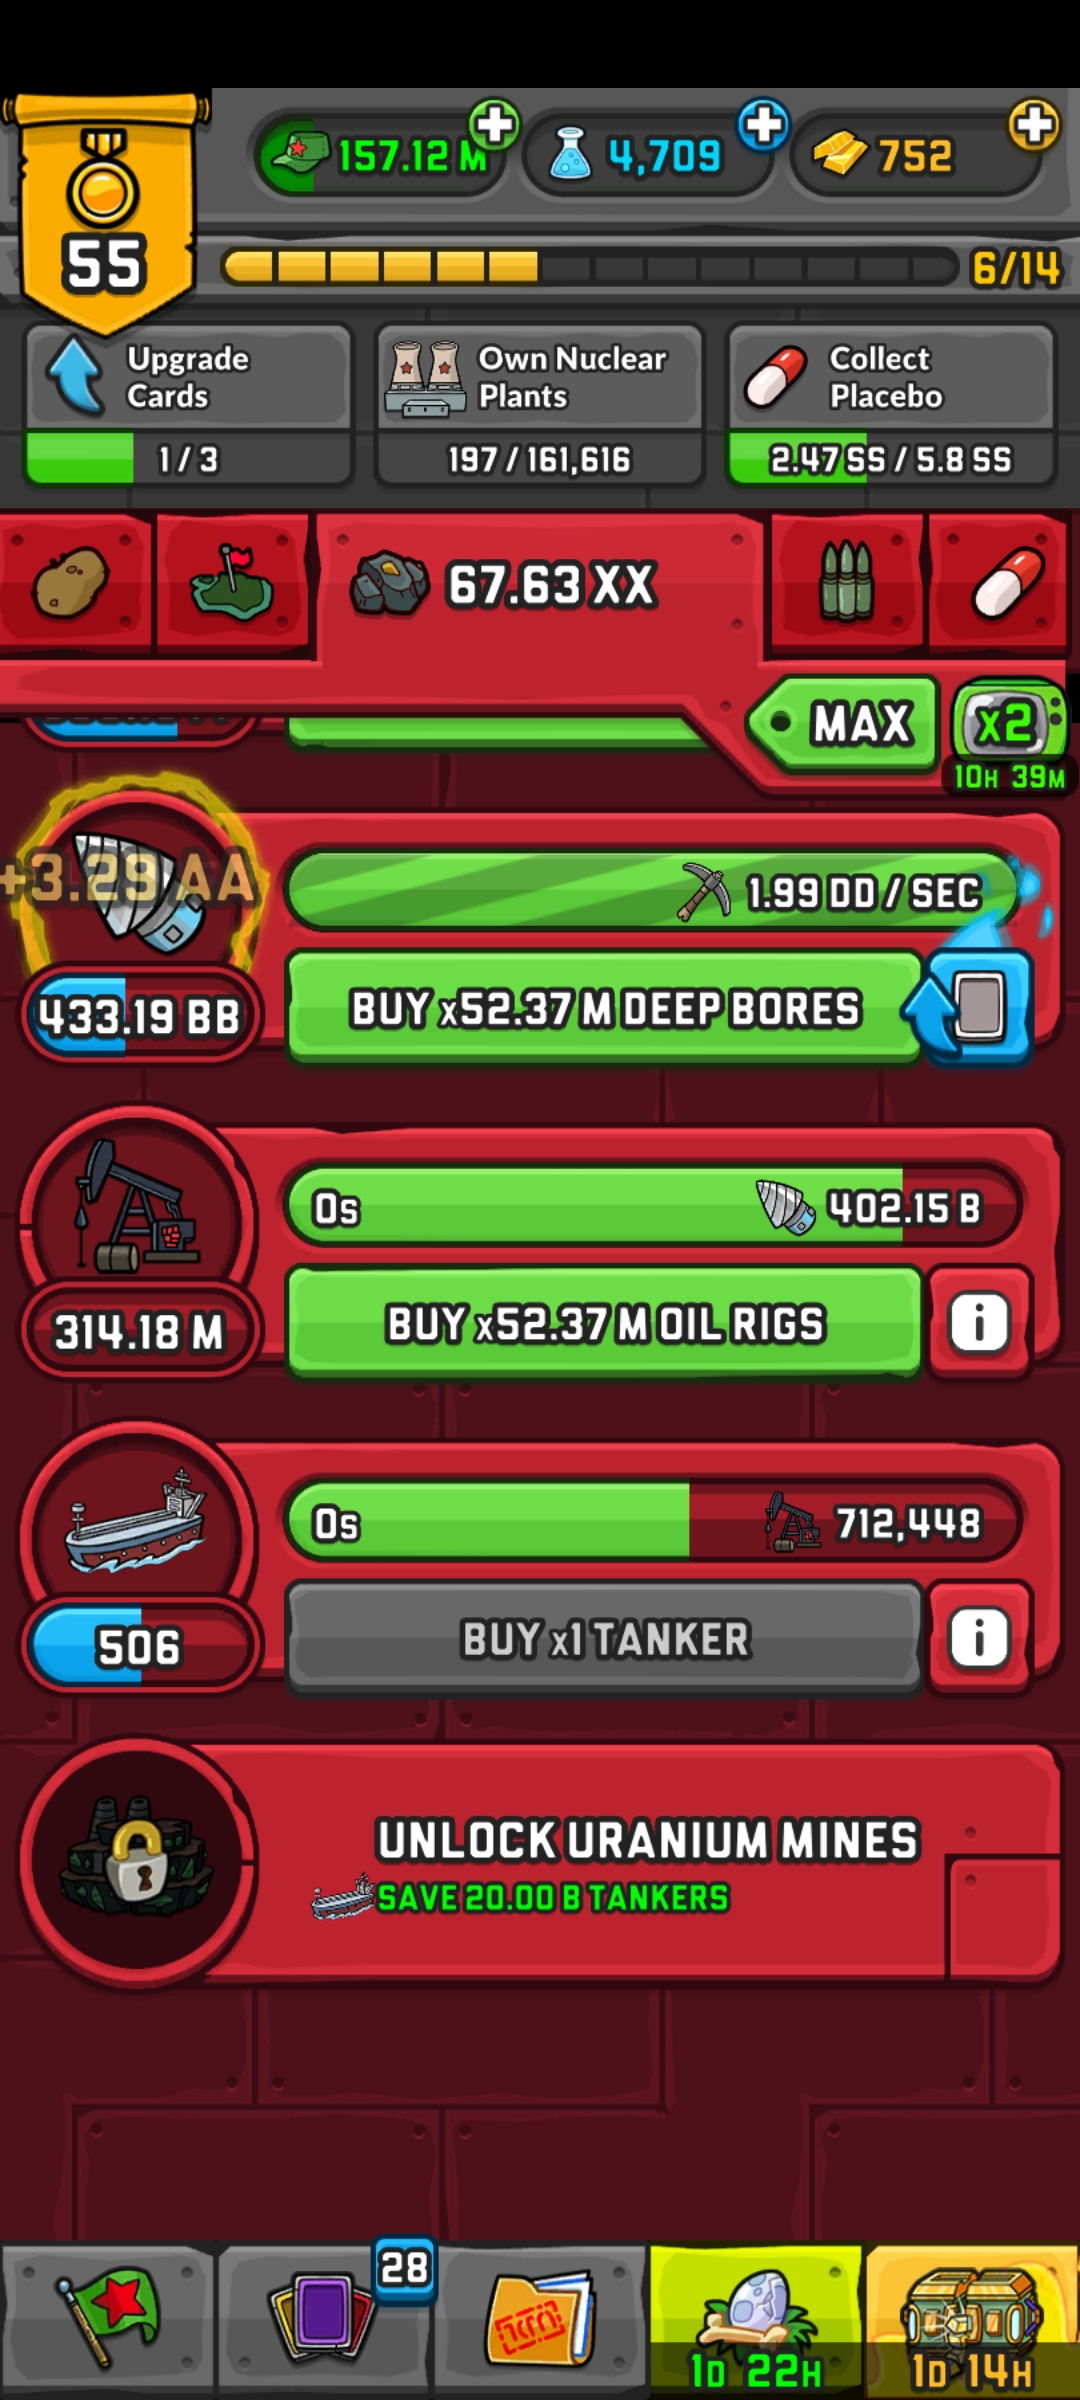 157.12 M
4,709
752
55
6/14
Upgrade
Cards
1 / 3
Own Nuclear
Plants
197 / 161,616
Collect
Placebo
2.47 SS / 5.8 SS
67.63 XX
MAX
x2
10H 39M
+3.29 AA
1.99 DD / SEC
433.19 BB
BUY x52.37 M DEEP BORES
0s
402.15 B
314.18 M
BUY x52.37 M OIL RIGS
i
0s
712,448
506
BUY x1 TANKER
i
UNLOCK URANIUM MINES
SAVE 20.00 B TANKERS
28
1D 22H
1D 14H